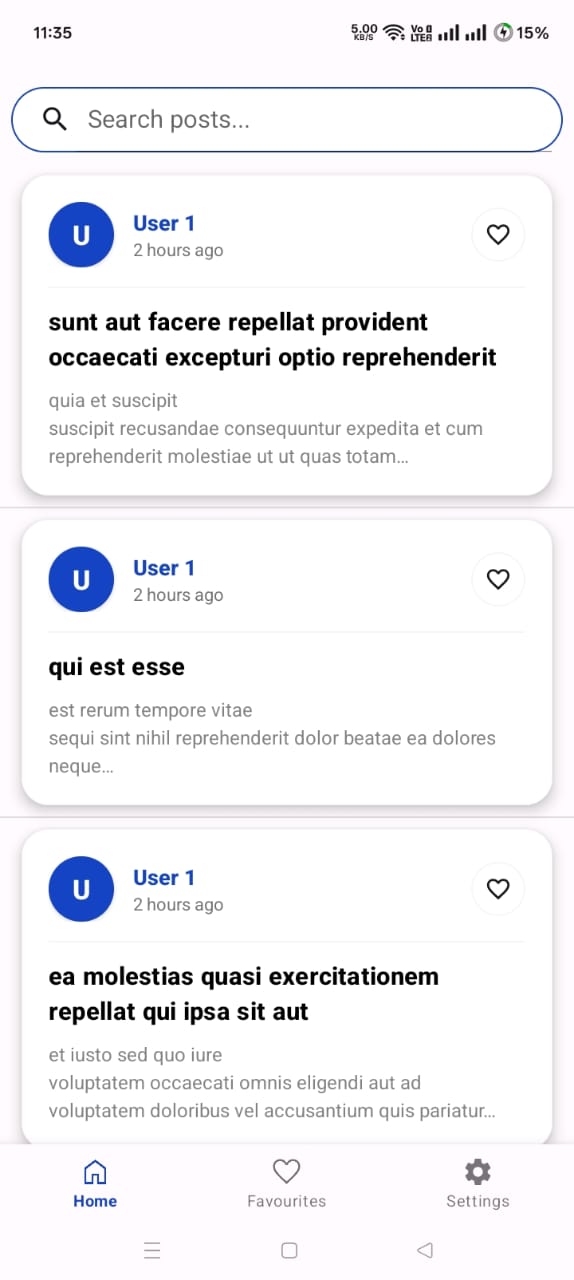 11:35
5.00 KB/S
Vo LTE 15%
Search posts...
U
User 1
2 hours ago
sunt aut facere repellat provident
occaecati excepturi optio reprehenderit
quia et suscipit
suscipit recusandae consequuntur expedita et cum
reprehenderit molestiae ut ut quas totam...
U
User 1
2 hours ago
qui est esse
est rerum tempore vitae
sequi sint nihil reprehenderit dolor beatae ea dolores
neque...
U
User 1
2 hours ago
ea molestias quasi exercitationem
repellat qui ipsa sit aut
et iusto sed quo iure
voluptatem occaecati omnis eligendi aut ad
voluptatem doloribus vel accusantium quis pariatur...
Home
Favourites
Settings